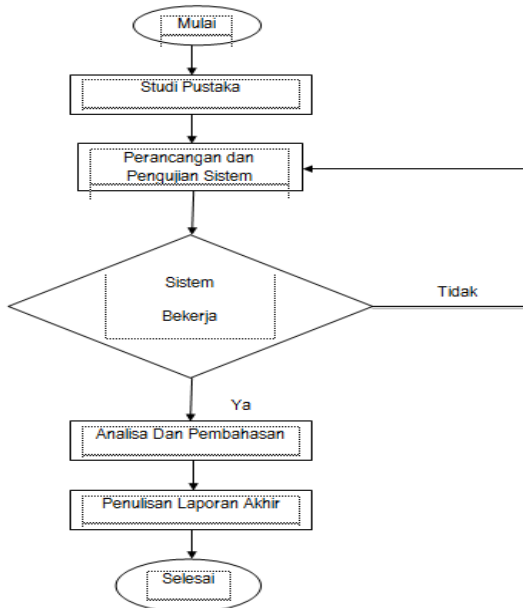 Mulai
Studi Pustaka
Perancangan dan
Pengujian Sistem
Sistem
Bekerja
Tidak
Ya
Analisa Dan Pembahasan
Penulisan Laporan Akhir
Selesai